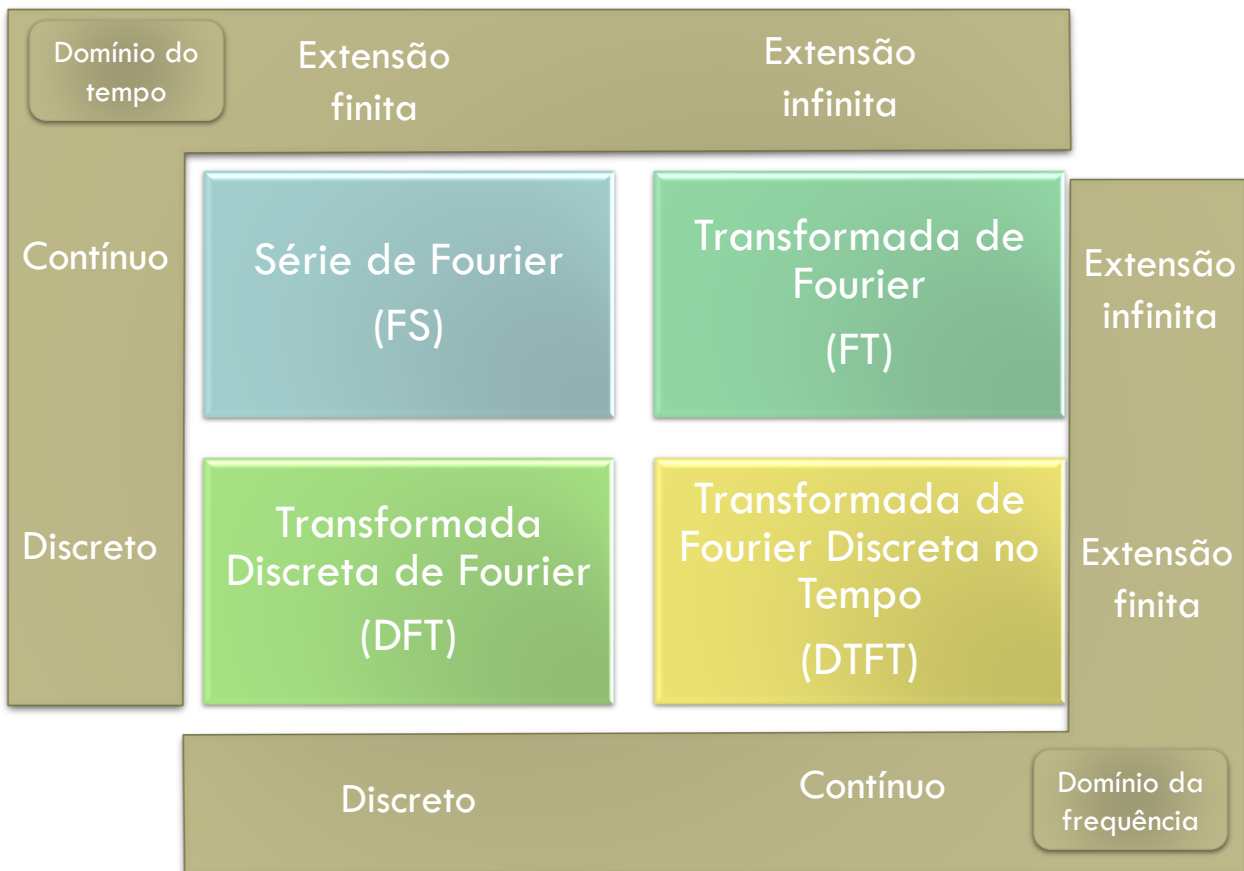 Domínio do
tempo
Extensão
finita
Extensão
infinita
Contínuo
Série de Fourier
(FS)
Transformada de
Fourier
(FT)
Extensão
infinita
Discreto
Transformada
Discreta de Fourier
(DFT)
Transformada de
Fourier Discreta no
Tempo
(DTFT)
Extensão
finita
Discreto
Contínuo
Domínio da
frequência